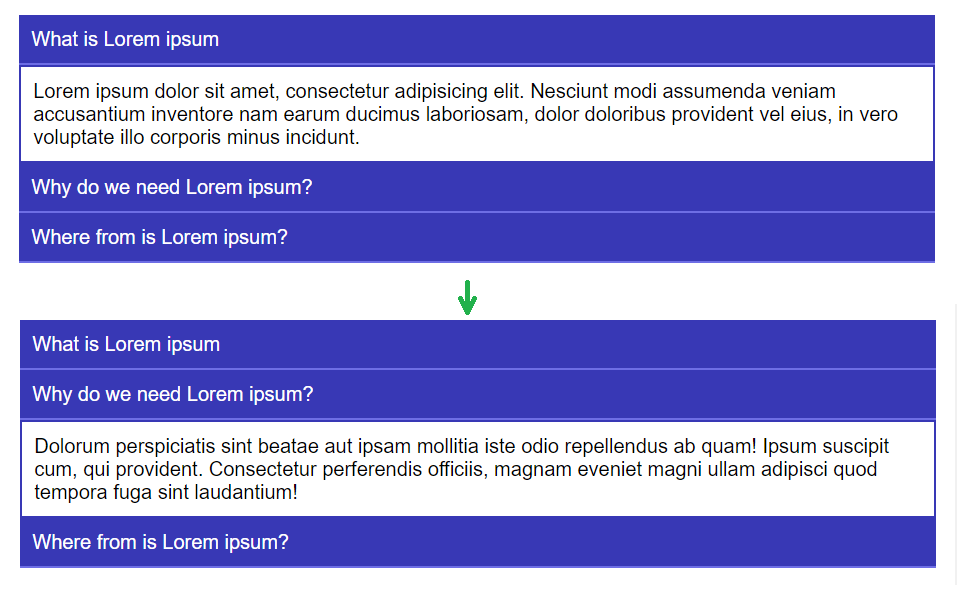 What is Lorem ipsum
Lorem ipsum dolor sit amet, consectetur adipisicing elit. Nesciunt modi assumenda veniam
accusantium inventore nam earum ducimus laboriosam, dolor doloribus provident vel eius, in vero
voluptate illo corporis minus incidunt.
Why do we need Lorem ipsum?
Where from is Lorem ipsum?
What is Lorem ipsum
Why do we need Lorem ipsum?
Dolorum perspiciatis sint beatae aut ipsam mollitia iste odio repellendus ab quam! Ipsum suscipit
cum, qui provident. Consectetur perferendis officiis, magnam eveniet magni ullam adipisci quod
tempora fuga sint laudantium!
Where from is Lorem ipsum?